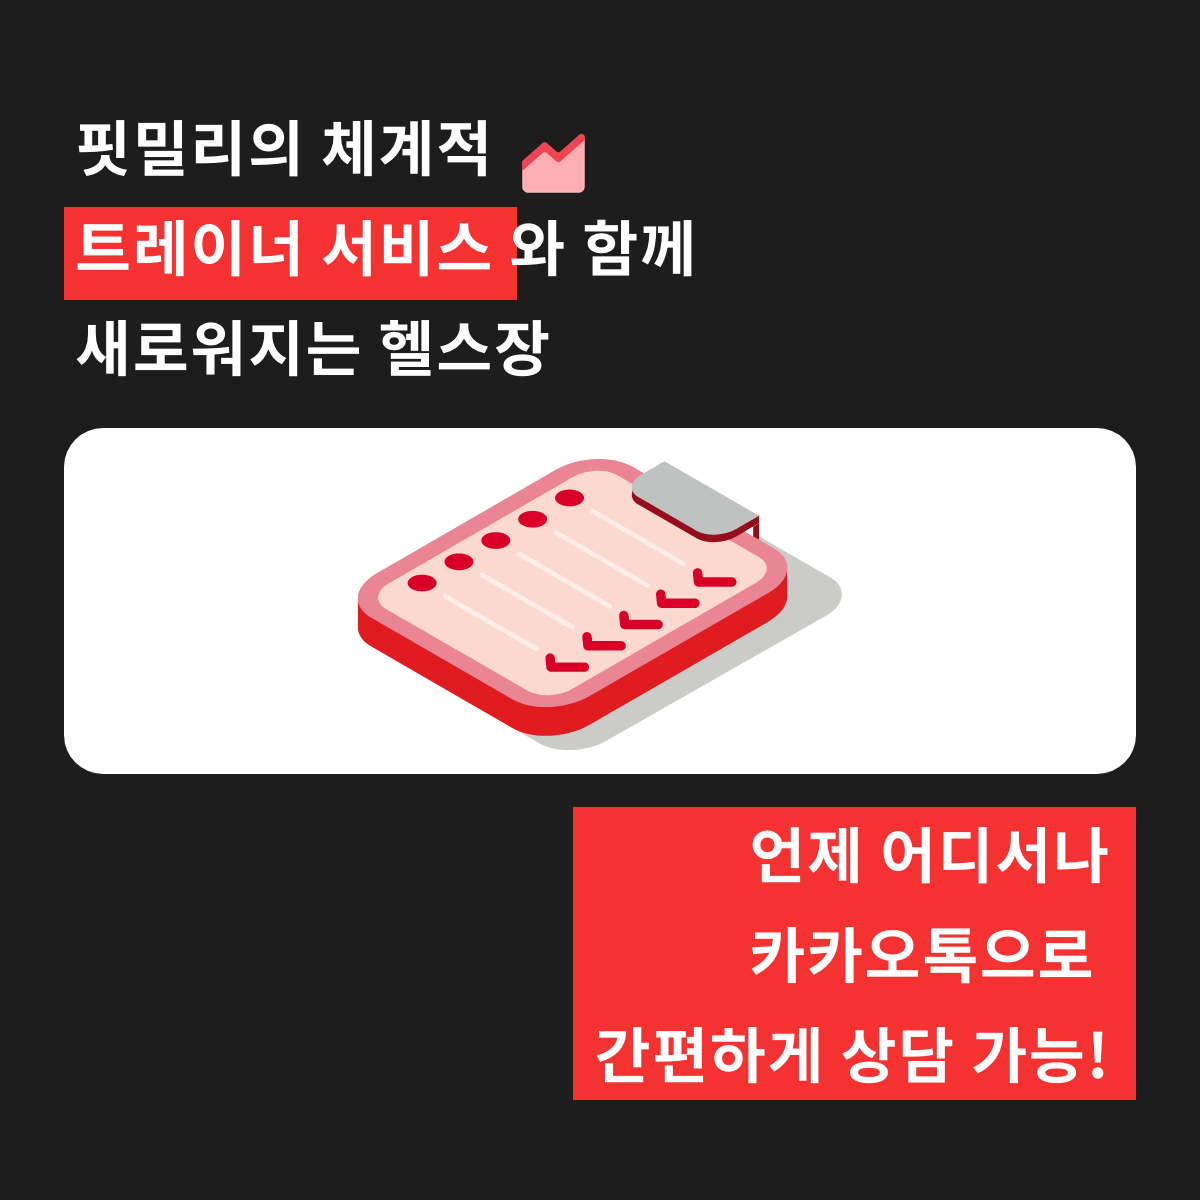 핏밀리의 체계적
트레이너 서비스 와 함께
새로워지는 헬스장
언제 어디서나
카카오톡으로
간편하게 상담 가능!